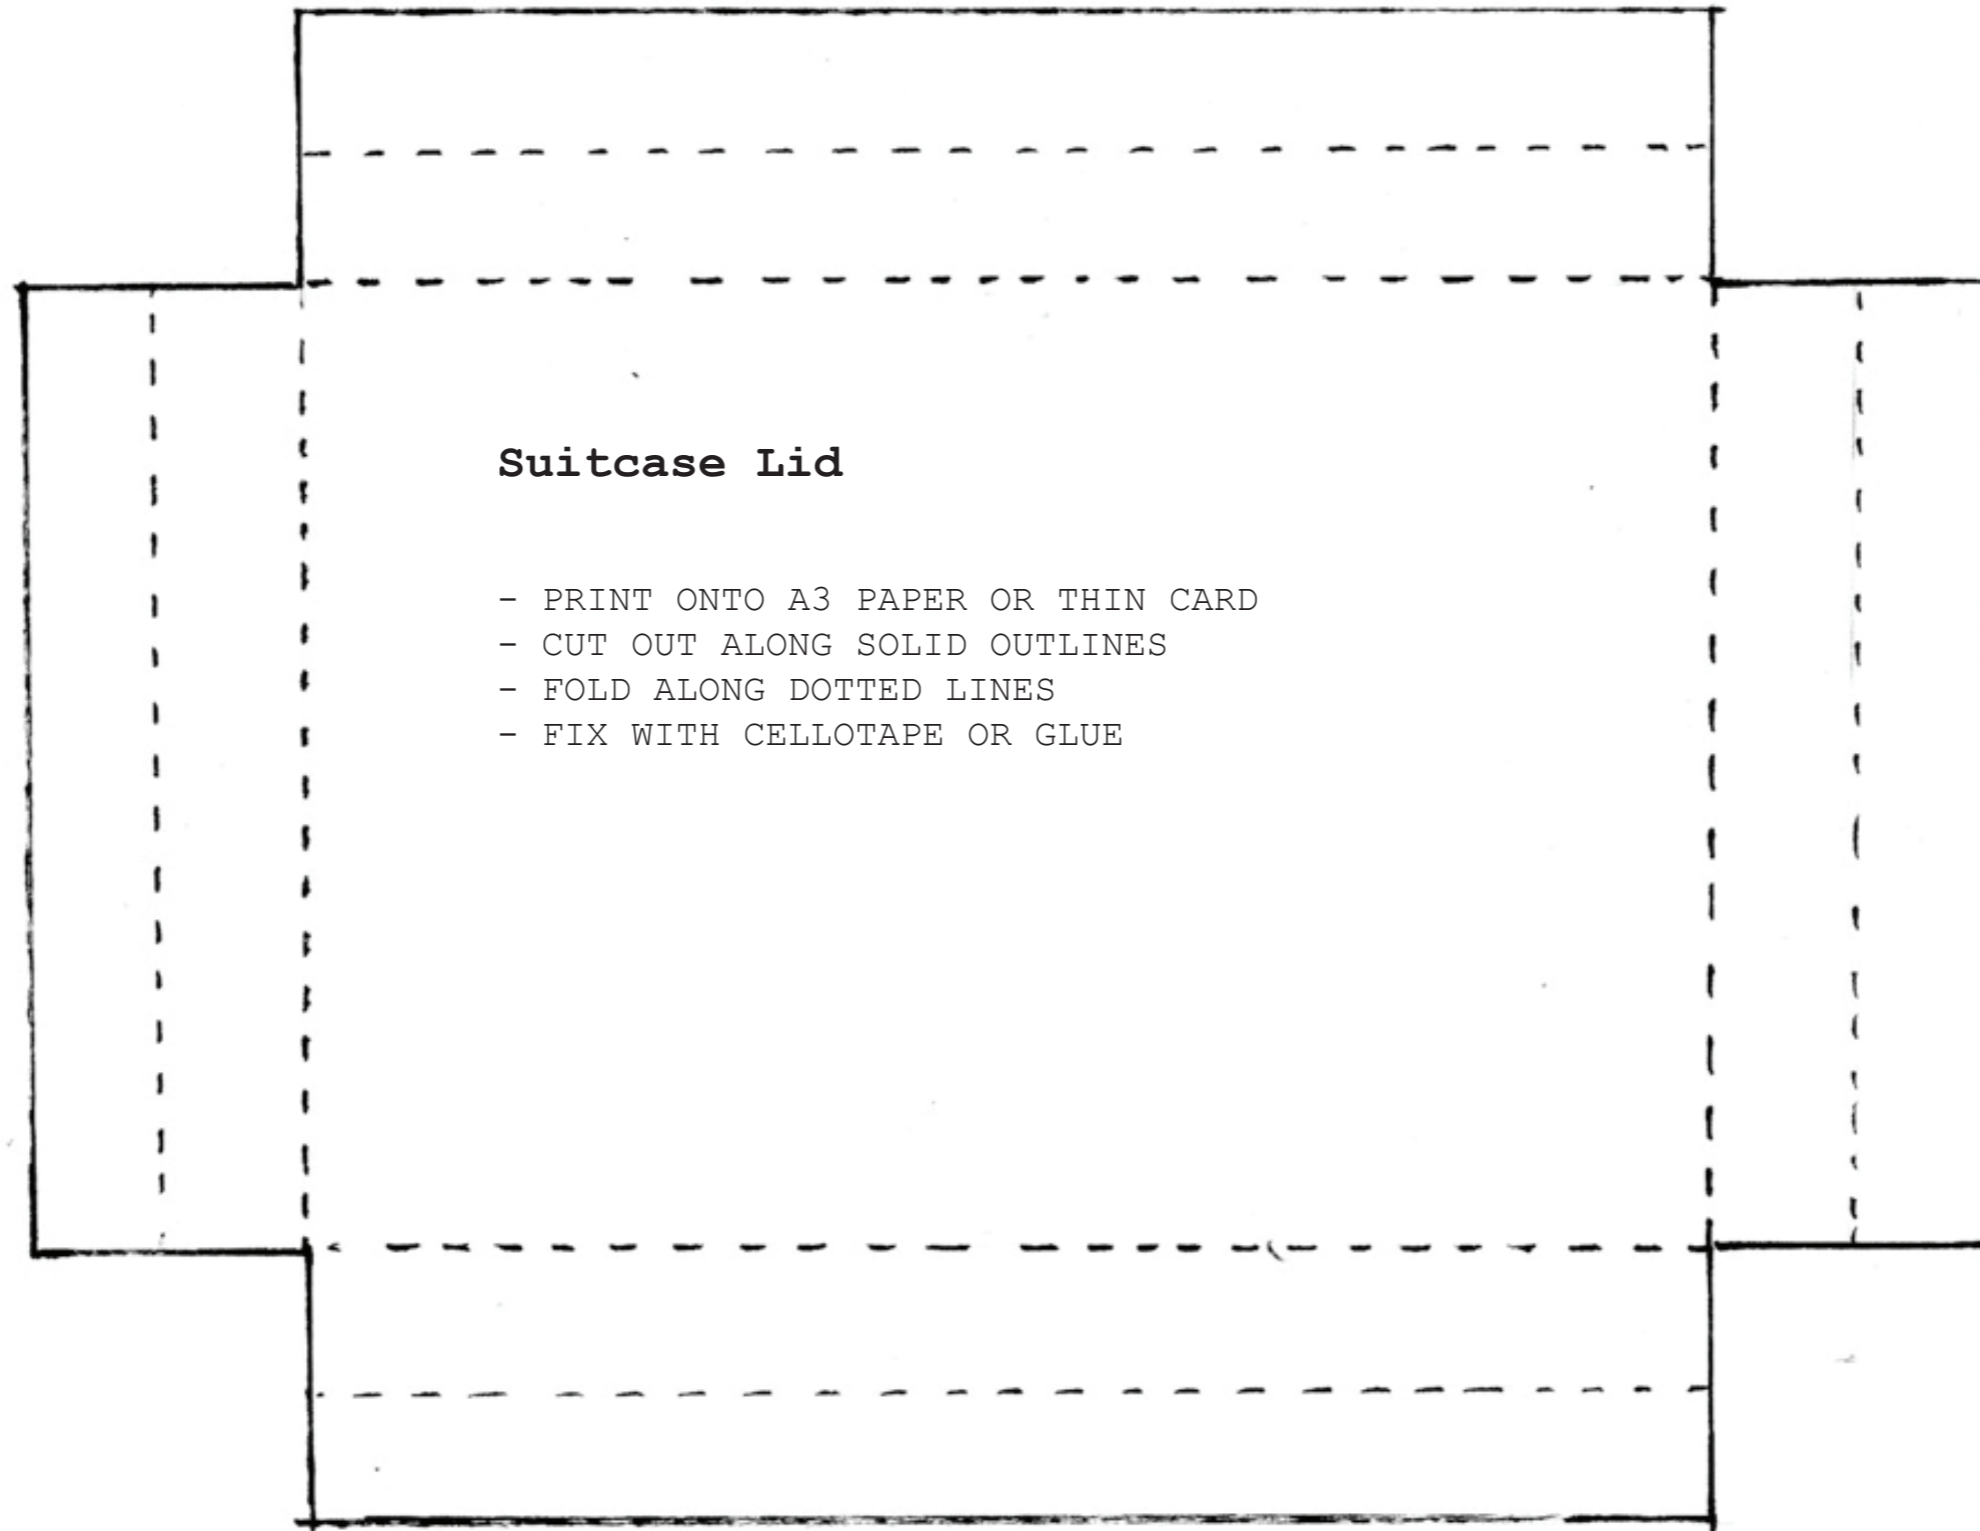 Suitcase Lid
- PRINT ONTO A3 PAPER OR THIN CARD
- CUT OUT ALONG SOLID OUTLINES
- FOLD ALONG DOTTED LINES
- FIX WITH CELLOTAPE OR GLUE